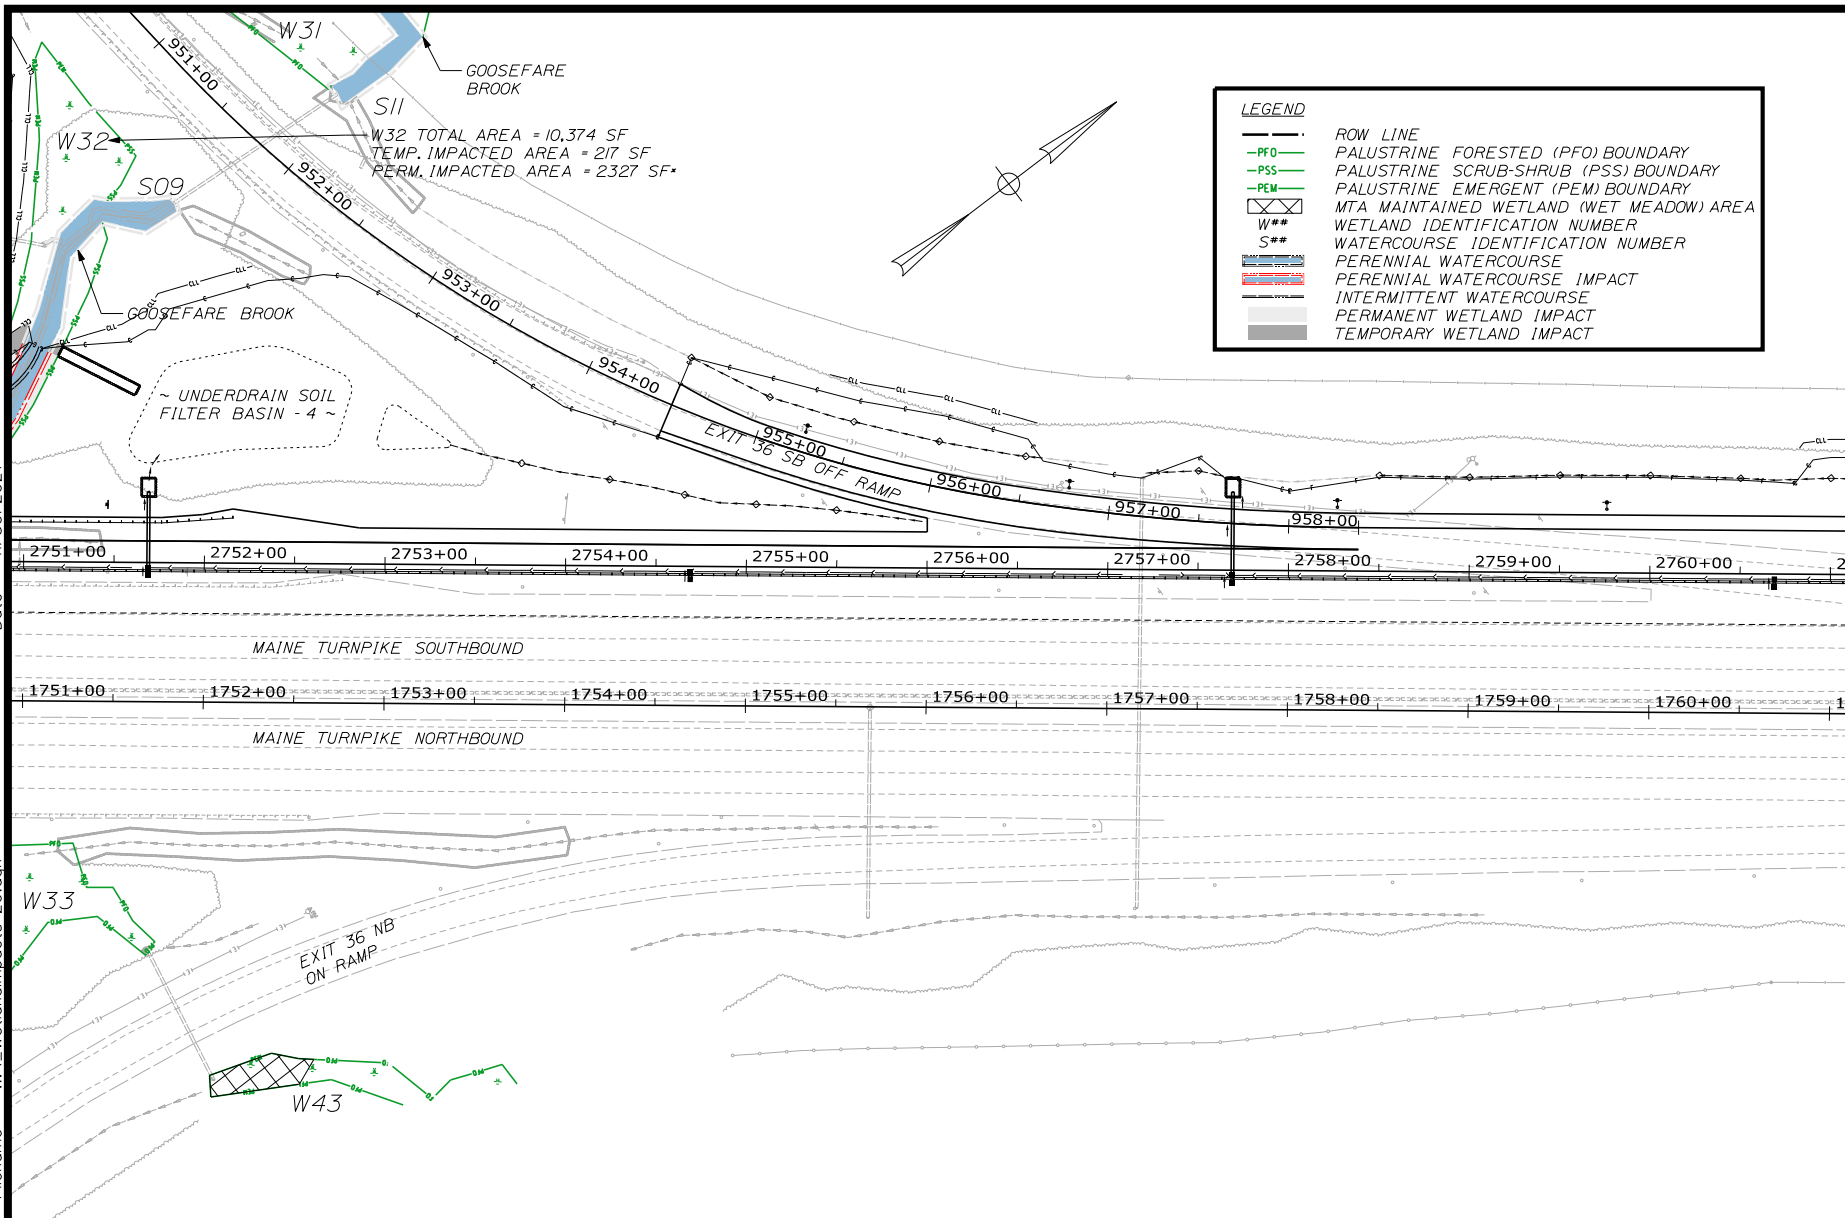 W31
951+00
GOOSEFARE
BROOK
S11
W32
W32 TOTAL AREA = 10,374 SF
TEMP. IMPACTED AREA = 217 SF
PERM. IMPACTED AREA = 2327 SF*
952+00
S09
GOOSEFARE BROOK
953+00
~ UNDERDRAIN SOIL
FILTER BASIN - 4 ~
954+00
955+00
EXIT 36 SB OFF RAMP
956+00
957+00
958+00
LEGEND
ROW LINE
PFO PALUSTRINE FORESTED (PFO) BOUNDARY
PSS PALUSTRINE SCRUB-SHRUB (PSS) BOUNDARY
PEM PALUSTRINE EMERGENT (PEM) BOUNDARY
MTA MAINTAINED WETLAND (WET MEADOW) AREA
W## WETLAND IDENTIFICATION NUMBER
S## WATERCOURSE IDENTIFICATION NUMBER
PERENNIAL WATERCOURSE
PERENNIAL WATERCOURSE IMPACT
INTERMITTENT WATERCOURSE
PERMANENT WETLAND IMPACT
TEMPORARY WETLAND IMPACT
2751+00 2752+00 2753+00 2754+00 2755+00 2756+00 2757+00 2758+00 2759+00 2760+00
MAINE TURNPIKE SOUTHBOUND
1751+00 1752+00 1753+00 1754+00 1755+00 1756+00 1757+00 1758+00 1759+00 1760+00
MAINE TURNPIKE NORTHBOUND
W33
EXIT 36 NB
ON RAMP
W43